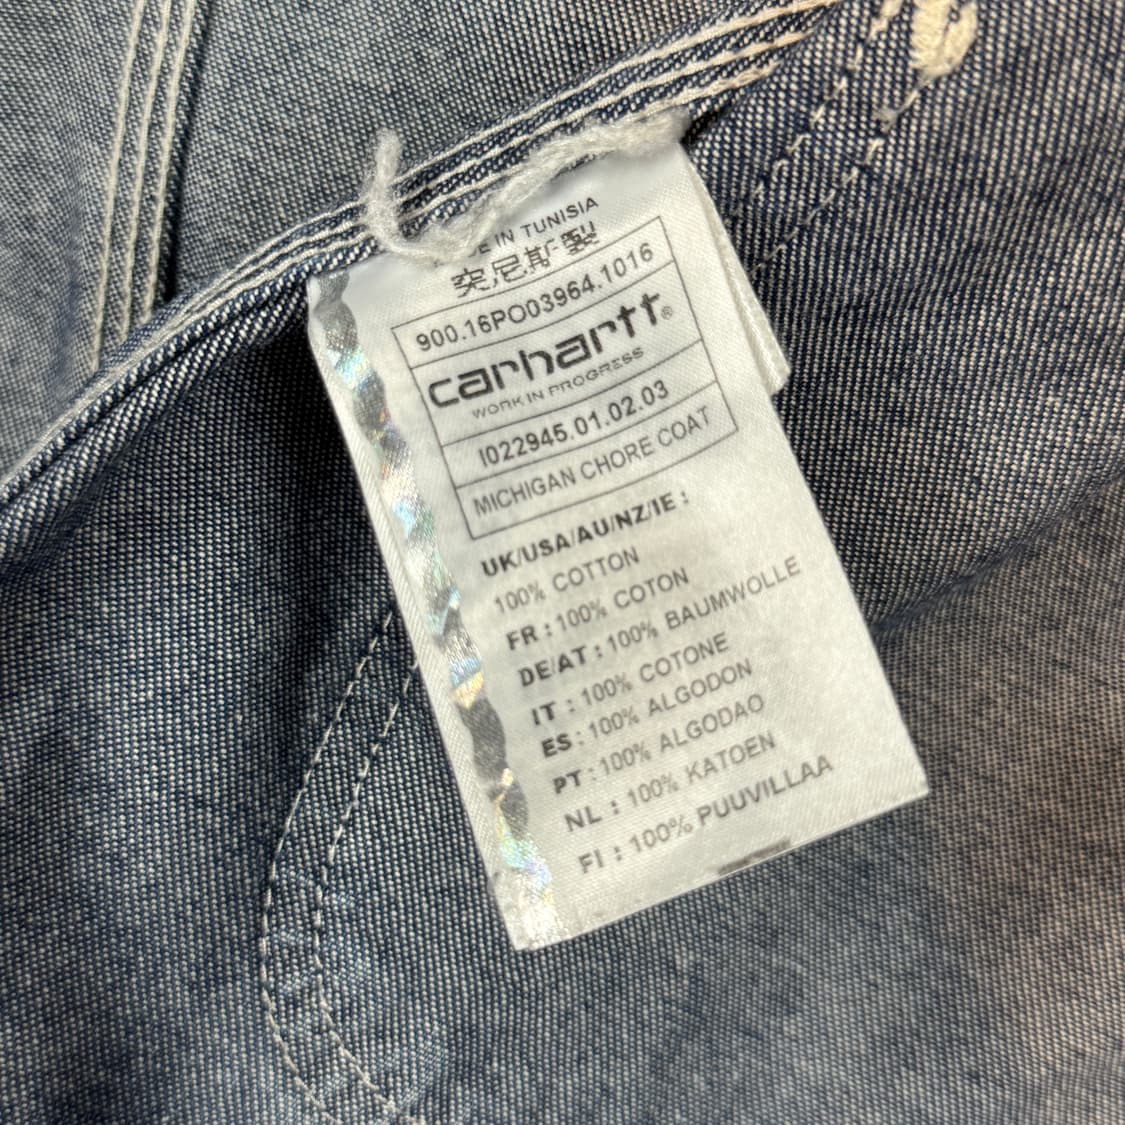 IN TUNISIA
突尼斯製
900.16PO03964.1016
carhartt®
WORK IN PROGRESS
I022945.01.02.03
MICHIGAN CHORE COAT
UK/USA/AU/NZ/IE :
100% COTTON
FR : 100% COTON
DE/AT : 100% BAUMWOLLE
IT : 100% COTONE
ES : 100% ALGODON
PT : 100% ALGODAO
NL : 100% KATOEN
FI : 100% PUUVILLAA